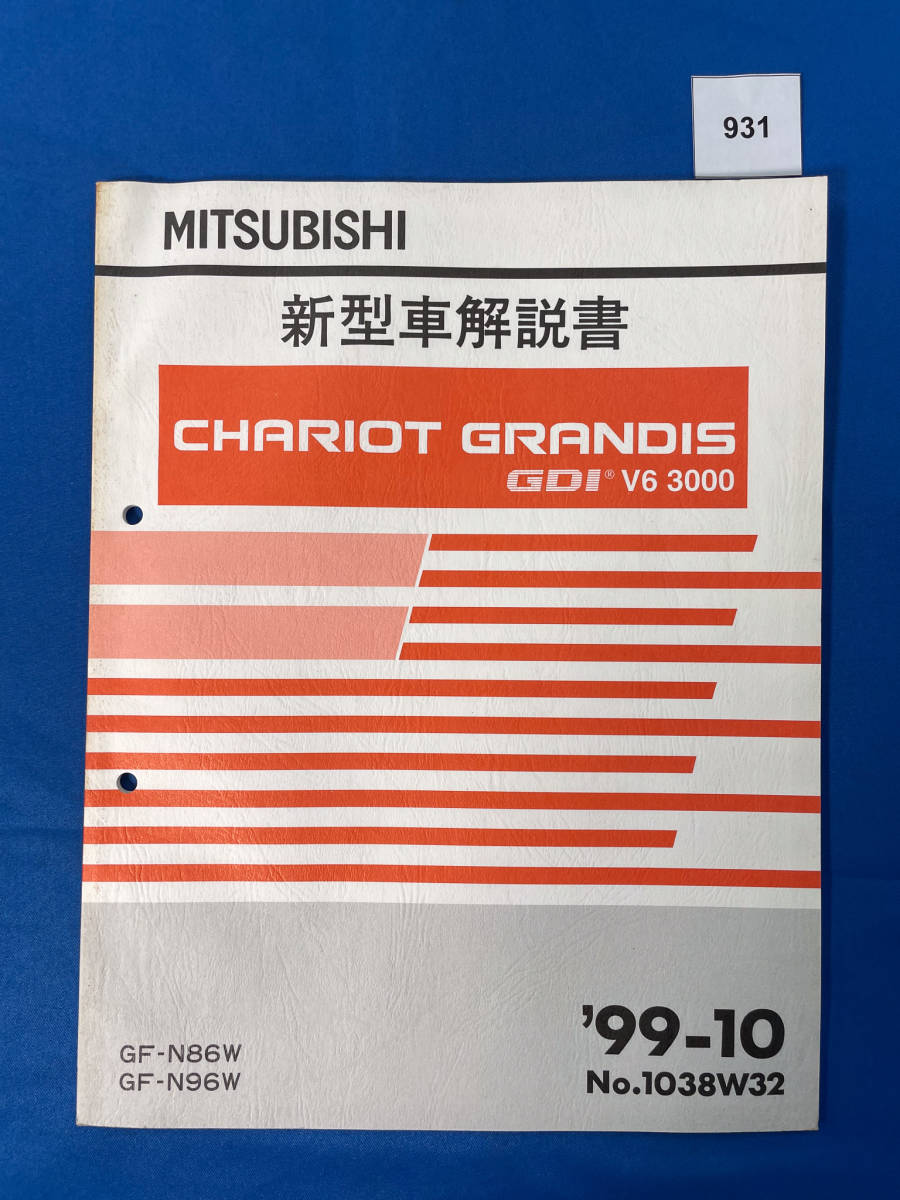 931
MITSUBISHI
新型車解説書
CHARIOT GRANDIS
GDI® V6 3000
GF-N86W
GF-N96W
'99-10
No.1038W32